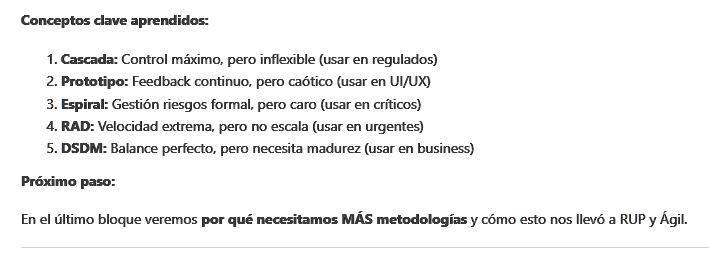 Conceptos clave aprendidos:
1. Cascada: Control máximo, pero inflexible (usar en regulados)
2. Prototipo: Feedback continuo, pero caótico (usar en UI/UX)
3. Espiral: Gestión riesgos formal, pero caro (usar en críticos)
4. RAD: Velocidad extrema, pero no escala (usar en urgentes)
5. DSDM: Balance perfecto, pero necesita madurez (usar en business)
Próximo paso:
En el último bloque veremos por qué necesitamos MÁS metodologías y cómo esto nos llevó a RUP y Ágil.